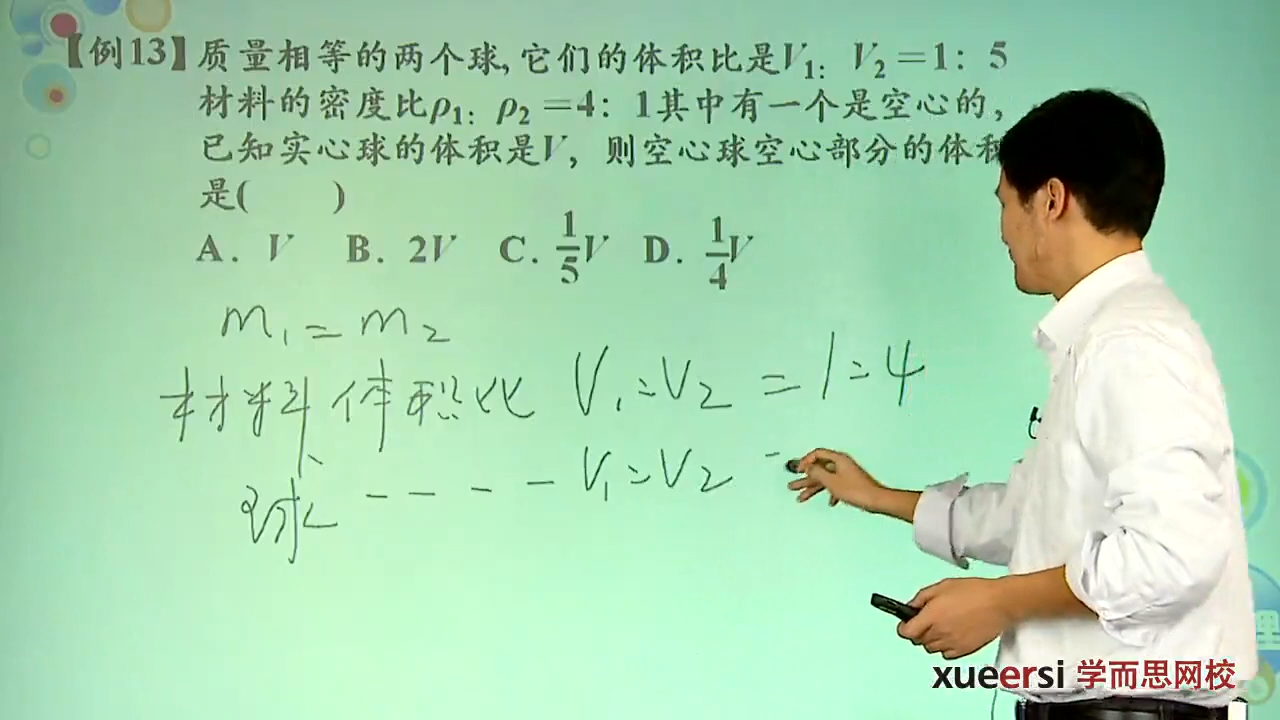 【例13】质量相等的两个球,它们的体积比是V₁:V₂=1:5
材料的密度比ρ₁:ρ₂=4:1其中有一个是空心的,
已知实心球的体积是V,则空心球空心部分的体积
是(  )
A. V B. 2V C. 1/5 V D. 1/4 V
m₁=m₂
材料体积比 V₁:V₂=1:4
球----V₁:V₂
xueersi 学而思网校
理